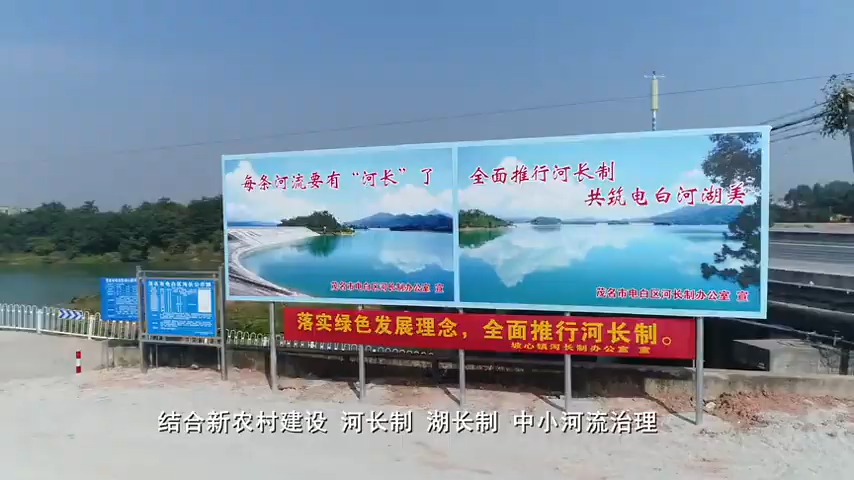 每条河流要有“河长”了
茂名市电白区河长制办公室 宣
全面推行河长制
共筑电白河湖美
茂名市电白区河长制办公室 宣
落实绿色发展理念，全面推行河长制。
坡心镇河长制办公室 宣
结合新农村建设 河长制 湖长制 中小河流治理